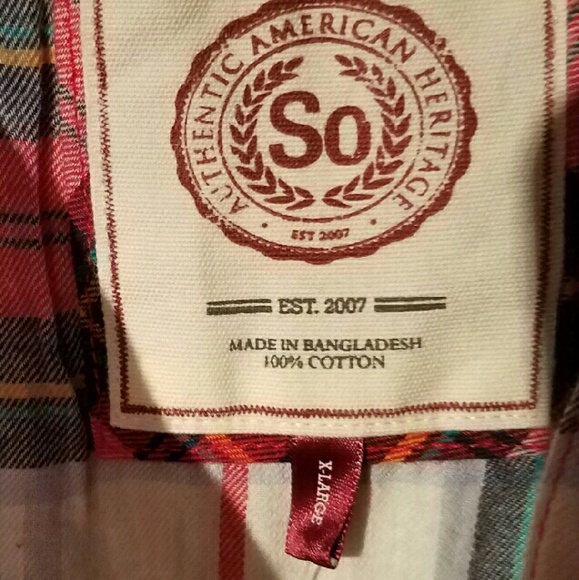 AUTHENTIC AMERICAN HERITAGE
So
• EST 2007 •
EST. 2007
MADE IN BANGLADESH
100% COTTON
X-LARGE